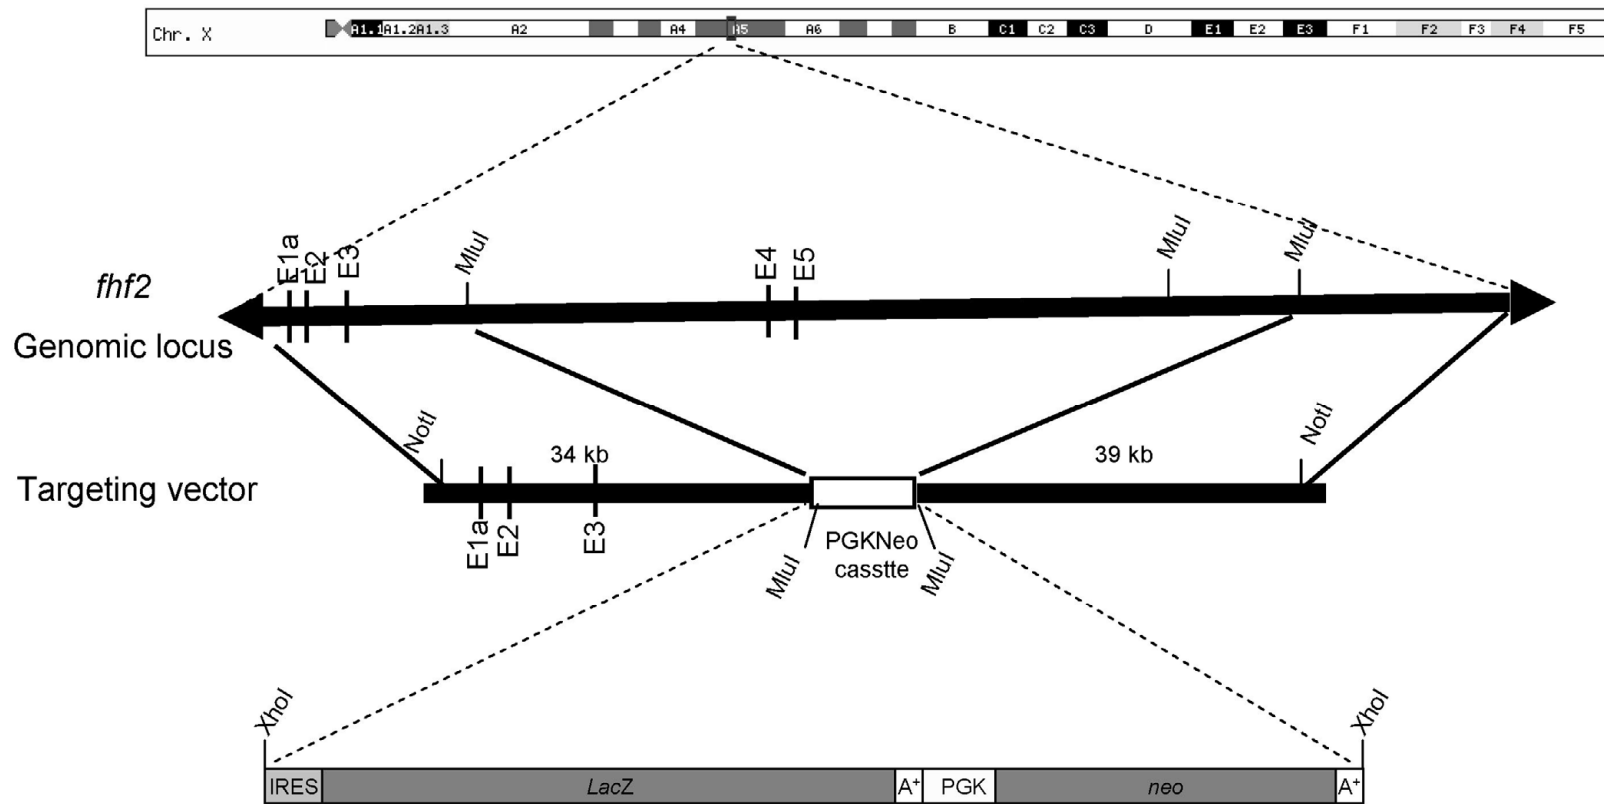 Chr. X
A1.1 A1.2 A1.3 A2 A4 A5 A6 B C1 C2 C3 D E1 E2 E3 F1 F2 F3 F4 F5
E1a E2 E3 MluI E4 E5 MluI MluI
fhf2
Genomic locus
NotI 34 kb 39 kb NotI
Targeting vector
E1a E2 E3 MluI PGKNeo MluI
casstte
XhoI XhoI
IRES LacZ A+ PGK neo A+